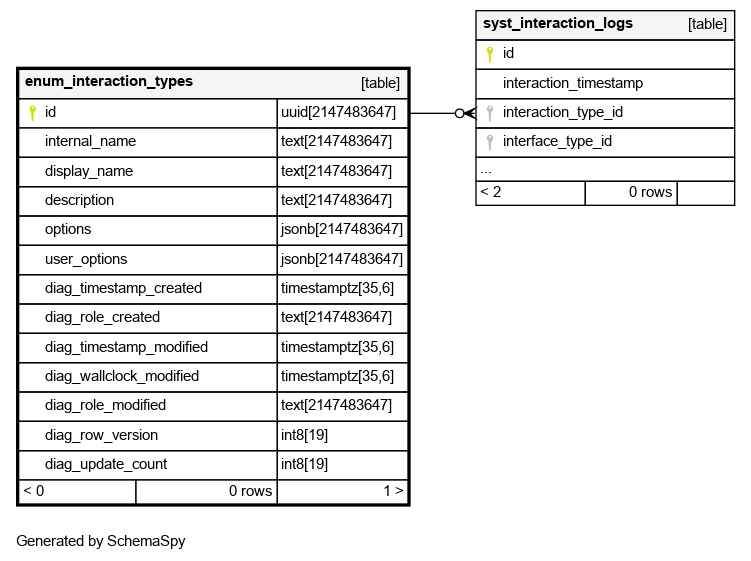 syst_interaction_logs [table]
id
interaction_timestamp
interaction_type_id
interface_type_id
...
< 2 0 rows
enum_interaction_types [table]
id uuid[2147483647]
internal_name text[2147483647]
display_name text[2147483647]
description text[2147483647]
options jsonb[2147483647]
user_options jsonb[2147483647]
diag_timestamp_created timestamptz[35,6]
diag_role_created text[2147483647]
diag_timestamp_modified timestamptz[35,6]
diag_wallclock_modified timestamptz[35,6]
diag_role_modified text[2147483647]
diag_row_version int8[19]
diag_update_count int8[19]
< 0 0 rows 1 >
Generated by SchemaSpy